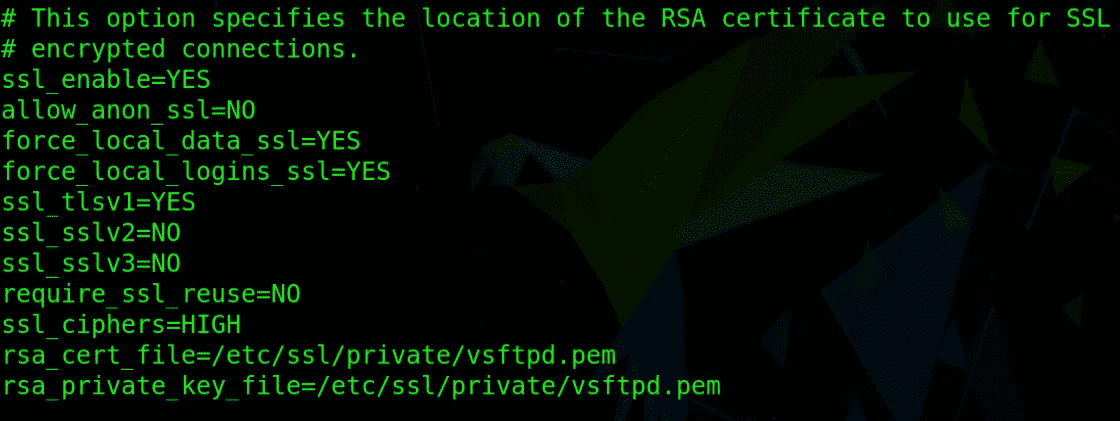 # This option specifies the location of the RSA certificate to use for SSL
# encrypted connections.
ssl_enable=YES
allow_anon_ssl=NO
force_local_data_ssl=YES
force_local_logins_ssl=YES
ssl_tlsv1=YES
ssl_sslv2=NO
ssl_sslv3=NO
require_ssl_reuse=NO
ssl_ciphers=HIGH
rsa_cert_file=/etc/ssl/private/vsftpd.pem
rsa_private_key_file=/etc/ssl/private/vsftpd.pem